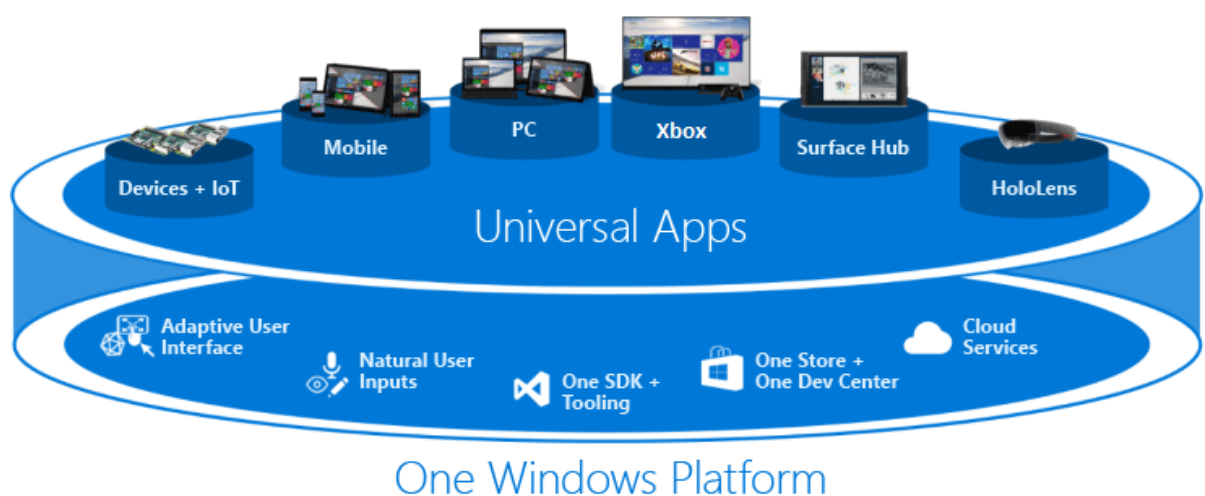 Devices + IoT
Mobile
PC
Xbox
Surface Hub
HoloLens
Universal Apps
Adaptive User
Interface
Natural User
Inputs
One SDK +
Tooling
One Store +
One Dev Center
Cloud
Services
One Windows Platform